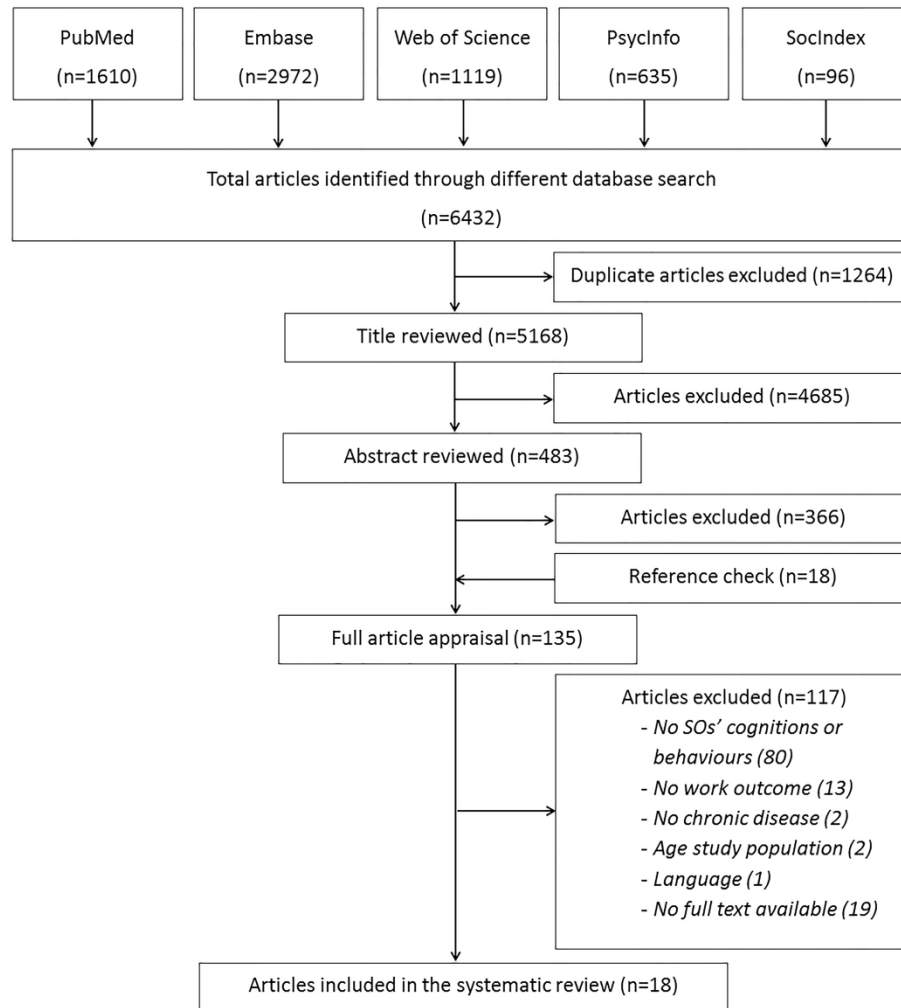 PubMed
(n=1610)
Embase
(n=2972)
Web of Science
(n=1119)
PsycInfo
(n=635)
SocIndex
(n=96)
Total articles identified through different database search
(n=6432)
Duplicate articles excluded (n=1264)
Title reviewed (n=5168)
Articles excluded (n=4685)
Abstract reviewed (n=483)
Articles excluded (n=366)
Reference check (n=18)
Full article appraisal (n=135)
Articles excluded (n=117)
- No SOs’ cognitions or
behaviours (80)
- No work outcome (13)
- No chronic disease (2)
- Age study population (2)
- Language (1)
- No full text available (19)
Articles included in the systematic review (n=18)